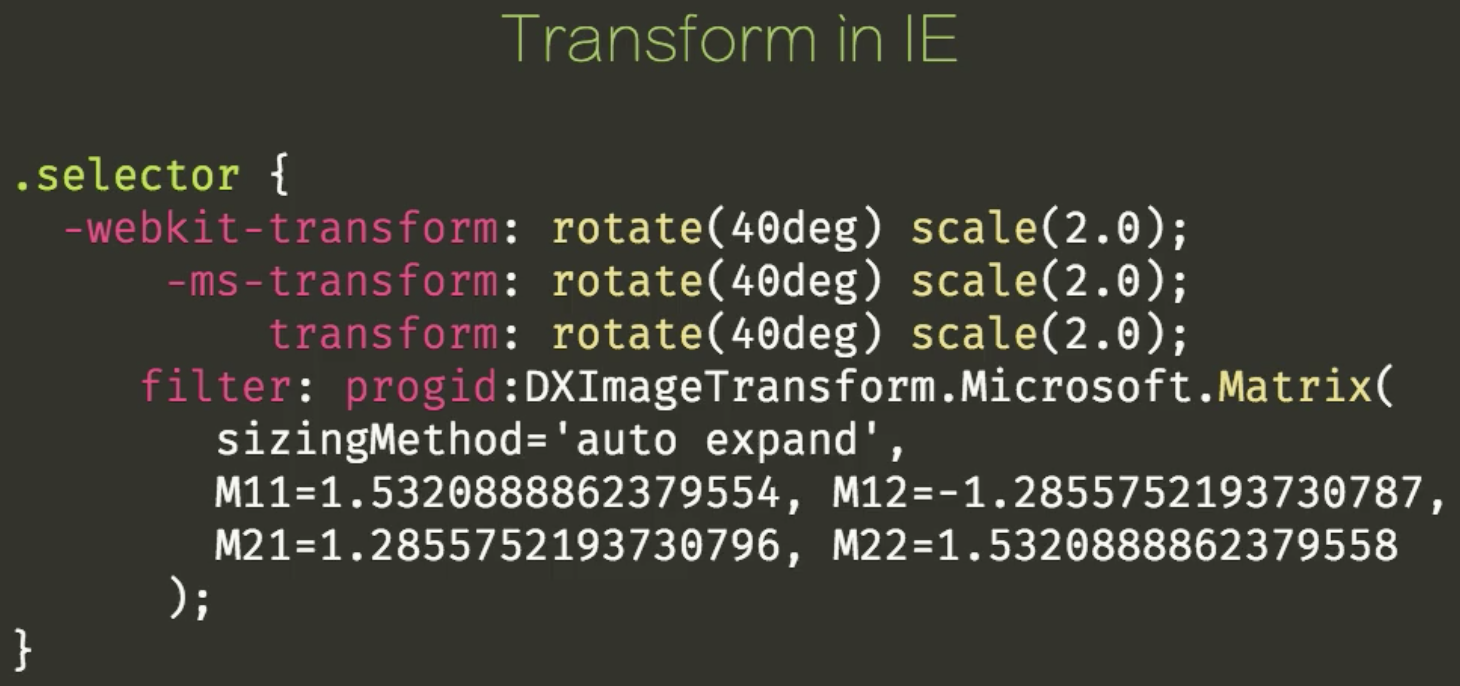 Transform in IE
.selector {
-webkit-transform: rotate(40deg) scale(2.0);
-ms-transform: rotate(40deg) scale(2.0);
transform: rotate(40deg) scale(2.0);
filter: progid:DXImageTransform.Microsoft.Matrix(
sizingMethod='auto expand',
M11=1.5320888862379554, M12=-1.2855752193730787,
M21=1.2855752193730796, M22=1.5320888862379558
);
}